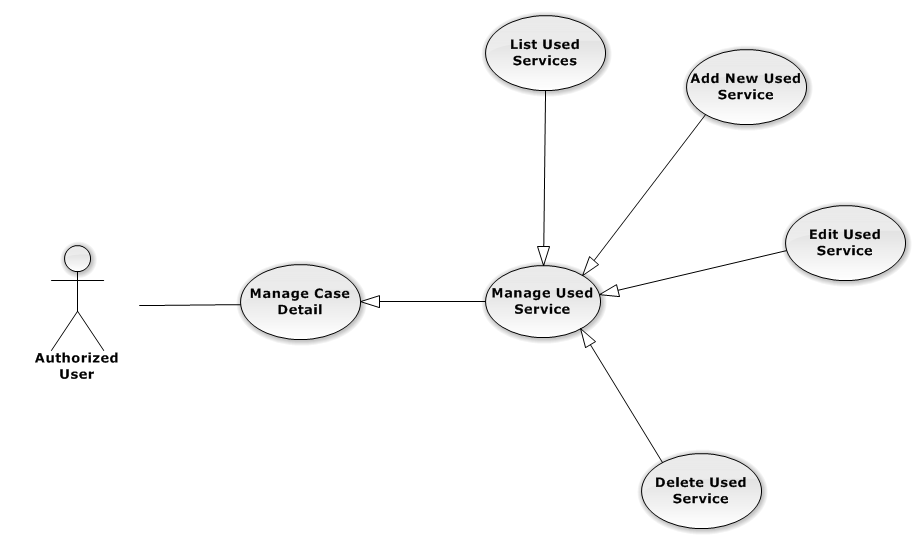 List Used
Services
Add New Used
Service
Edit Used
Service
Manage Case
Detail
Manage Used
Service
Authorized
User
Delete Used
Service